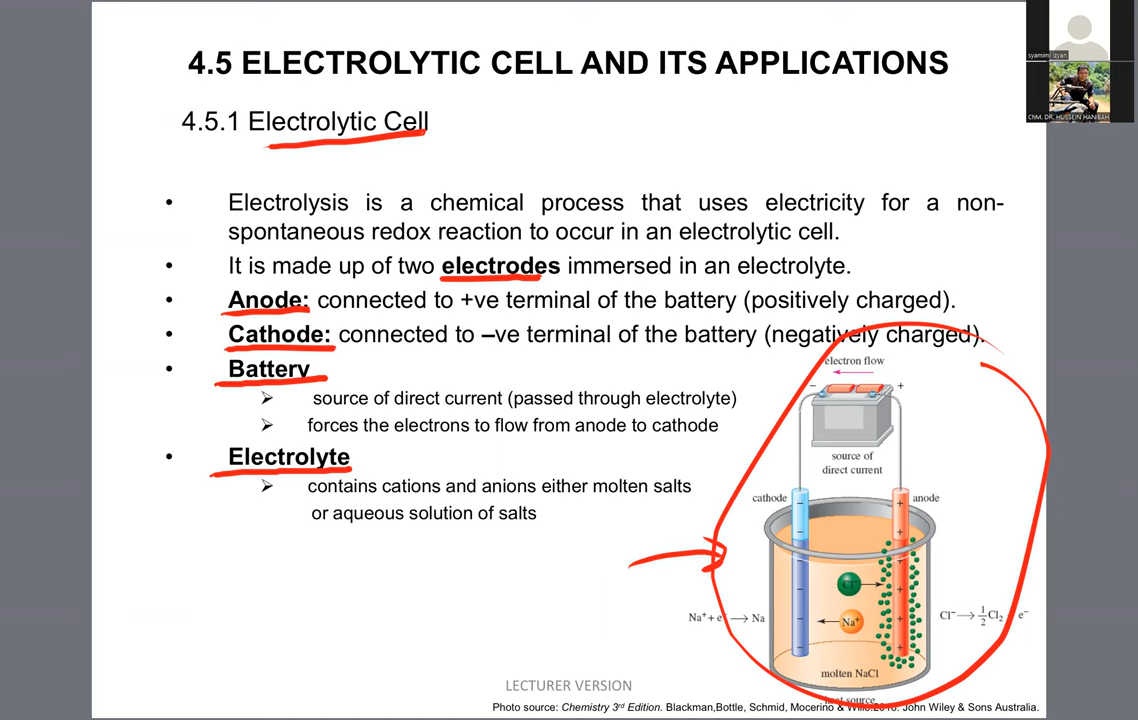 syamimi izyan
ChM. DR. HUSSEIN HANIBAH
4.5 ELECTROLYTIC CELL AND ITS APPLICATIONS
4.5.1 Electrolytic Cell
• Electrolysis is a chemical process that uses electricity for a non-
spontaneous redox reaction to occur in an electrolytic cell.
• It is made up of two electrodes immersed in an electrolyte.
• Anode: connected to +ve terminal of the battery (positively charged).
• Cathode: connected to –ve terminal of the battery (negatively charged).
• Battery
➢ source of direct current (passed through electrolyte)
➢ forces the electrons to flow from anode to cathode
• Electrolyte
➢ contains cations and anions either molten salts
or aqueous solution of salts
electron flow
− +
source of
direct current
cathode
anode
Cl⁻
Na⁺ + e⁻ → Na
Na⁺
Cl⁻ → ½Cl₂ e⁻
molten NaCl
source
LECTURER VERSION
Photo source: Chemistry 3rd Edition. Blackman,Bottle, Schmid, Mocerino & Wille.2016. John Wiley & Sons Australia.